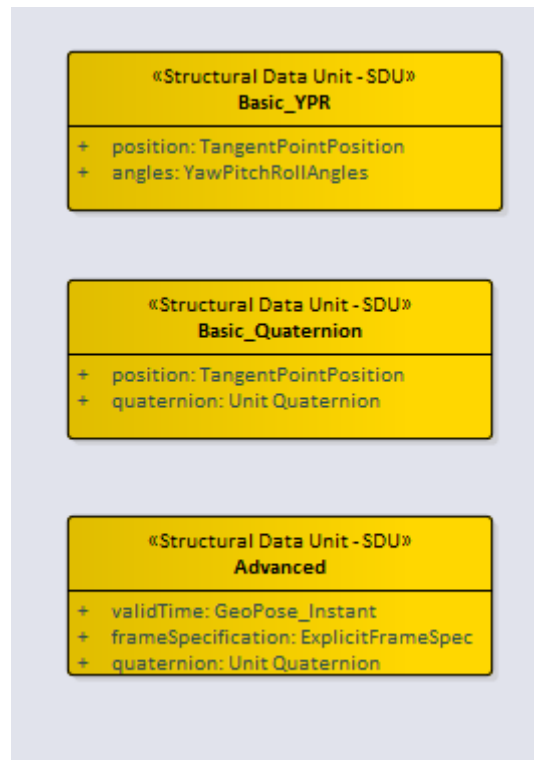 «Structural Data Unit - SDU»
Basic_YPR
+ position: TangentPointPosition
+ angles: YawPitchRollAngles
«Structural Data Unit - SDU»
Basic_Quaternion
+ position: TangentPointPosition
+ quaternion: Unit Quaternion
«Structural Data Unit - SDU»
Advanced
+ validTime: GeoPose_Instant
+ frameSpecification: ExplicitFrameSpec
+ quaternion: Unit Quaternion